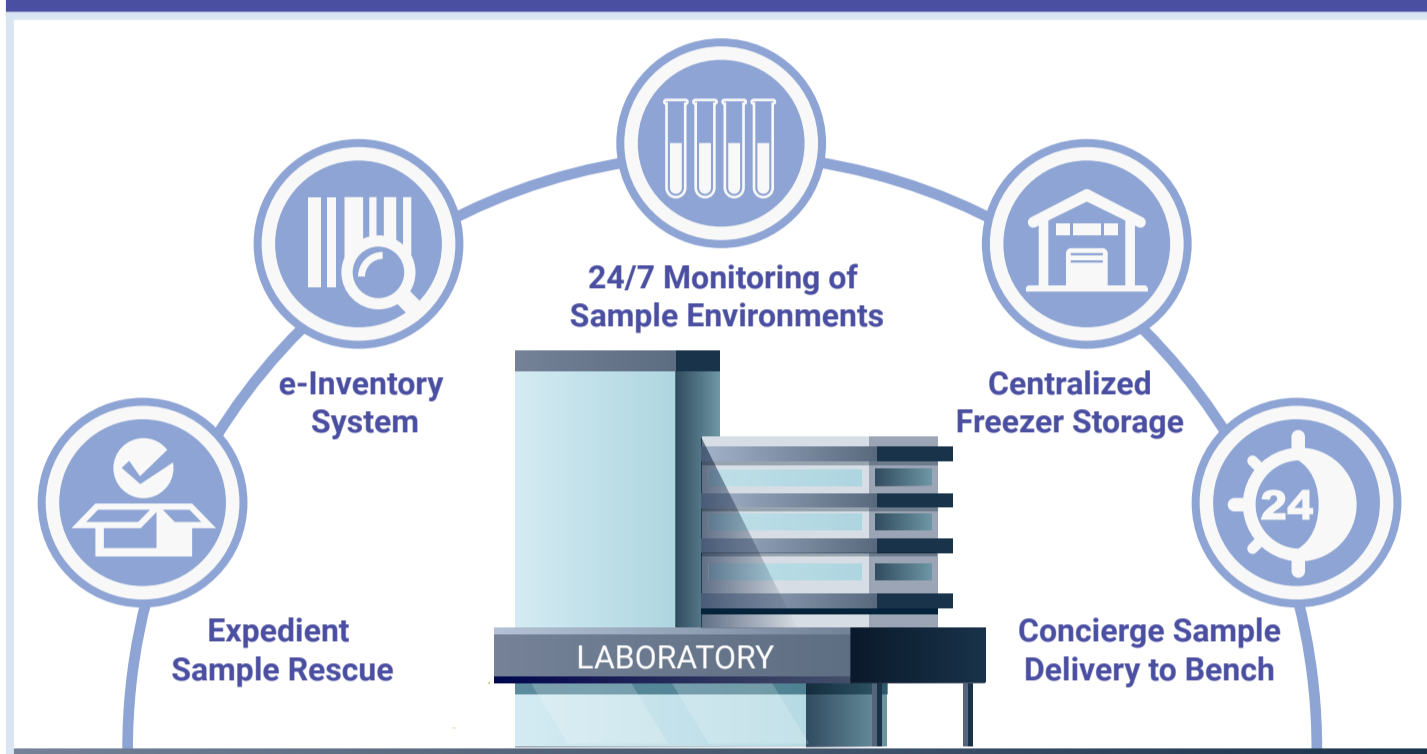 24/7 Monitoring of
Sample Environments
e-Inventory
System
Centralized
Freezer Storage
24
Expedient
Sample Rescue
Concierge Sample
Delivery to Bench
LABORATORY